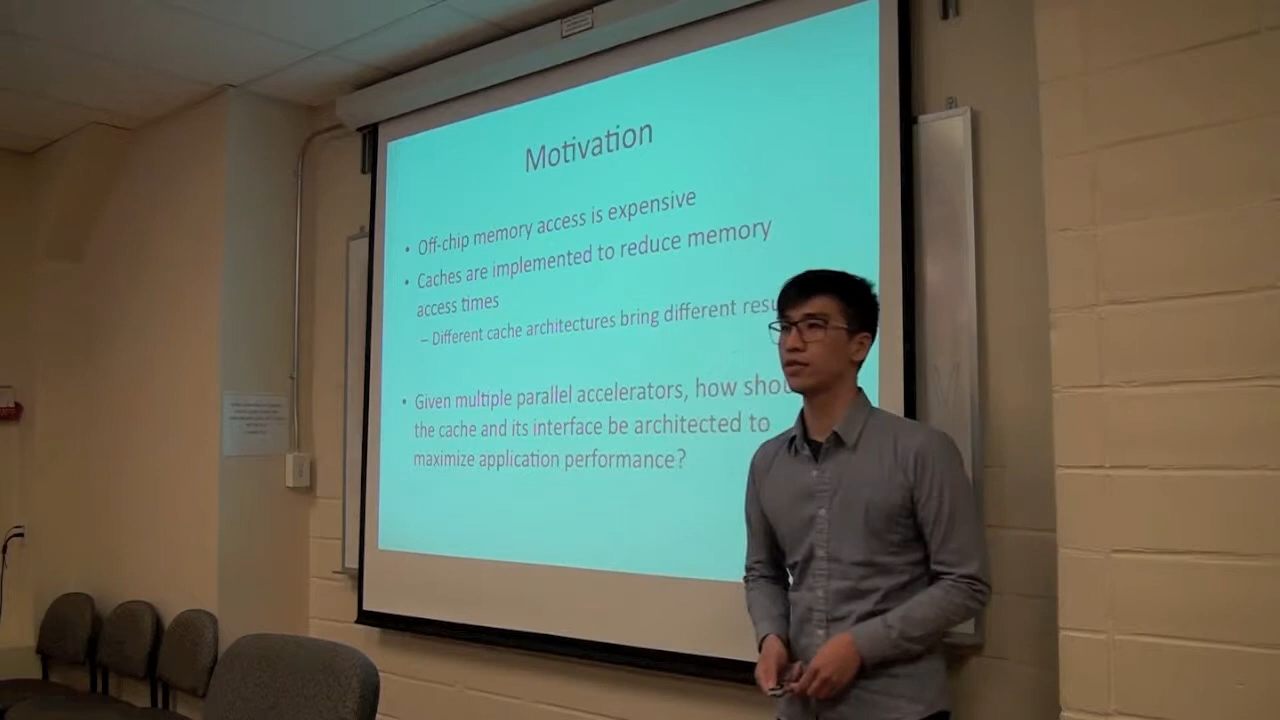 Motivation
• Off-chip memory access is expensive
• Caches are implemented to reduce memory
access times
– Different cache architectures bring different
• Given multiple parallel accelerators, how
the cache and its interface be architected to
maximize application performance?